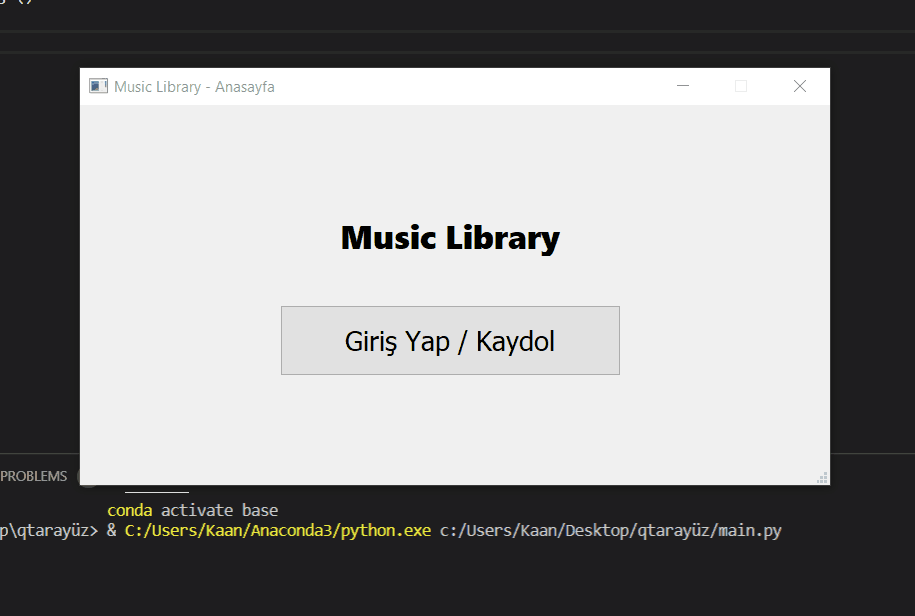 Music Library - Anasayfa
Music Library
Giriş Yap / Kaydol
PROBLEMS
conda activate base
p\qtarayüz> & C:/Users/Kaan/Anaconda3/python.exe c:/Users/Kaan/Desktop/qtarayüz/main.py